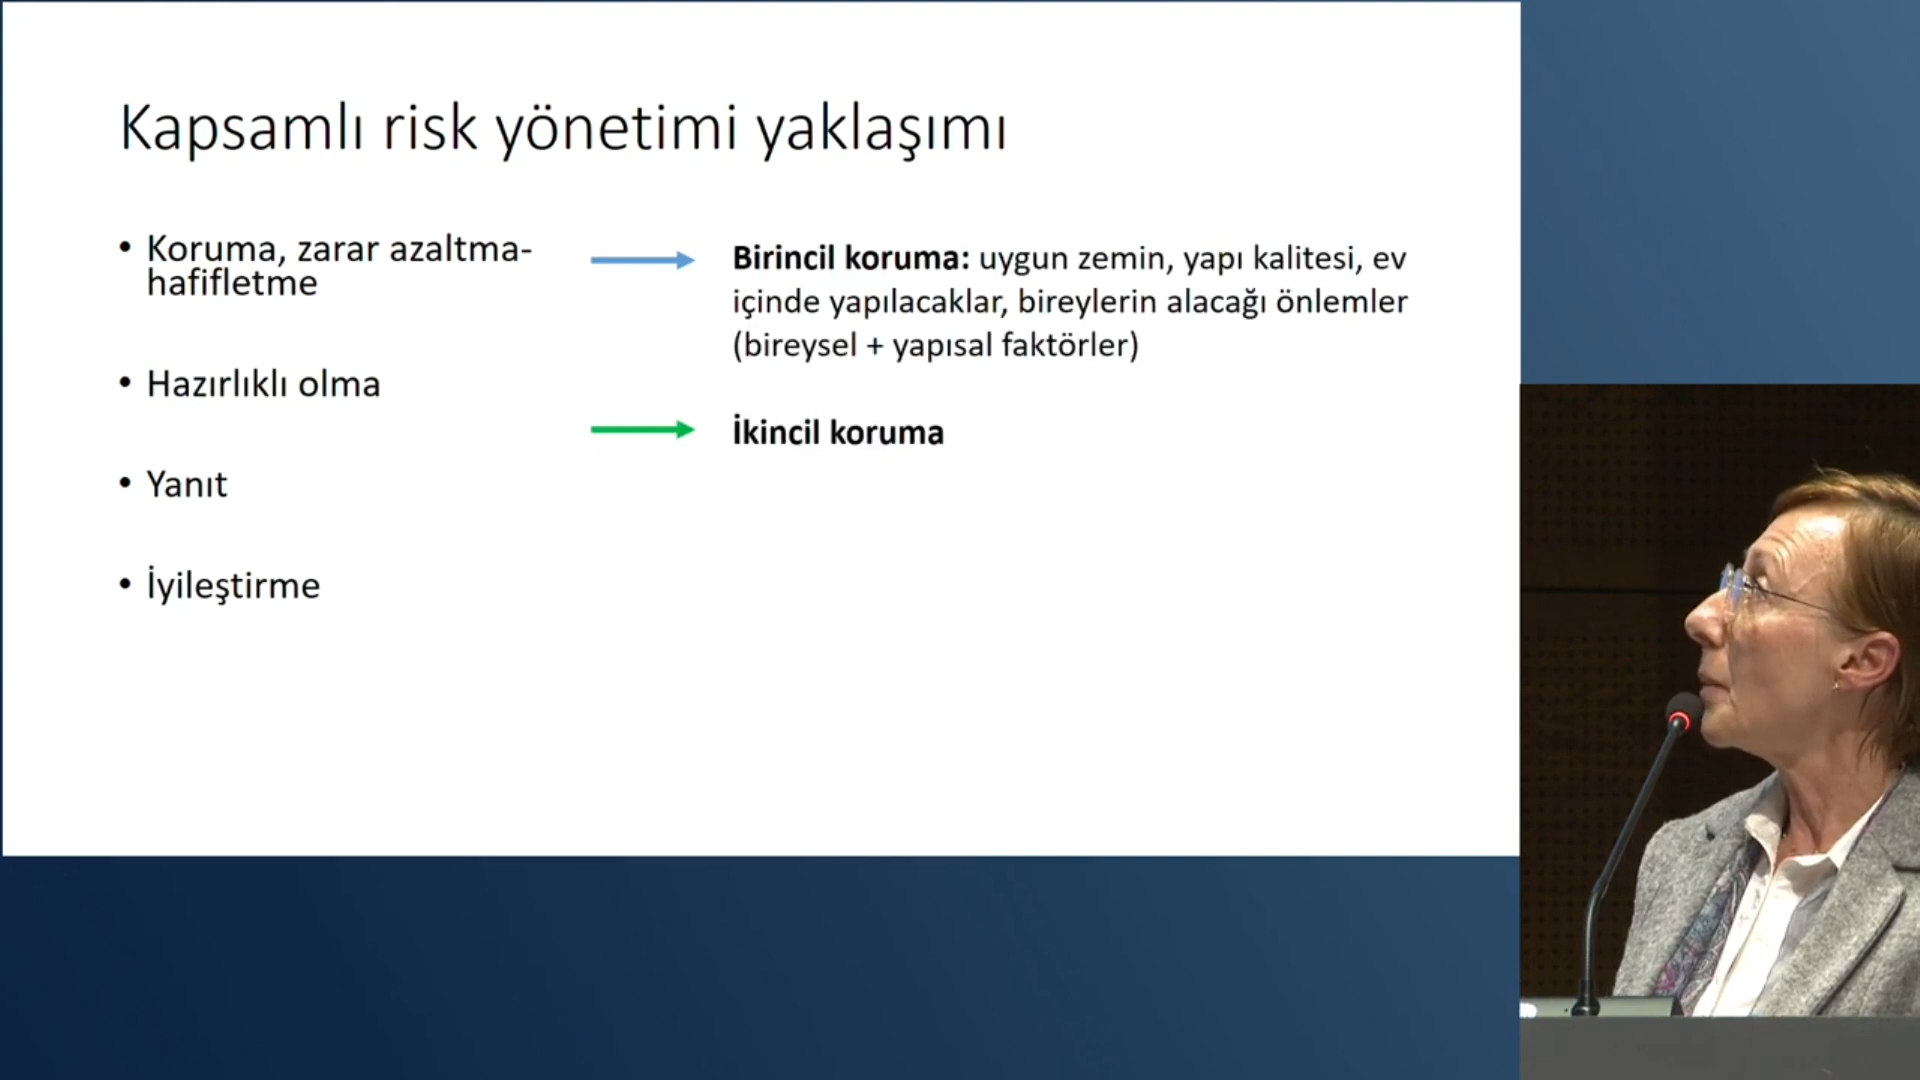 Kapsamlı risk yönetimi yaklaşımı
• Koruma, zarar azaltma-
hafifletme
• Hazırlıklı olma
• Yanıt
• İyileştirme
Birincil koruma: uygun zemin, yapı kalitesi, ev
içinde yapılacaklar, bireylerin alacağı önlemler
(bireysel + yapısal faktörler)
İkincil koruma